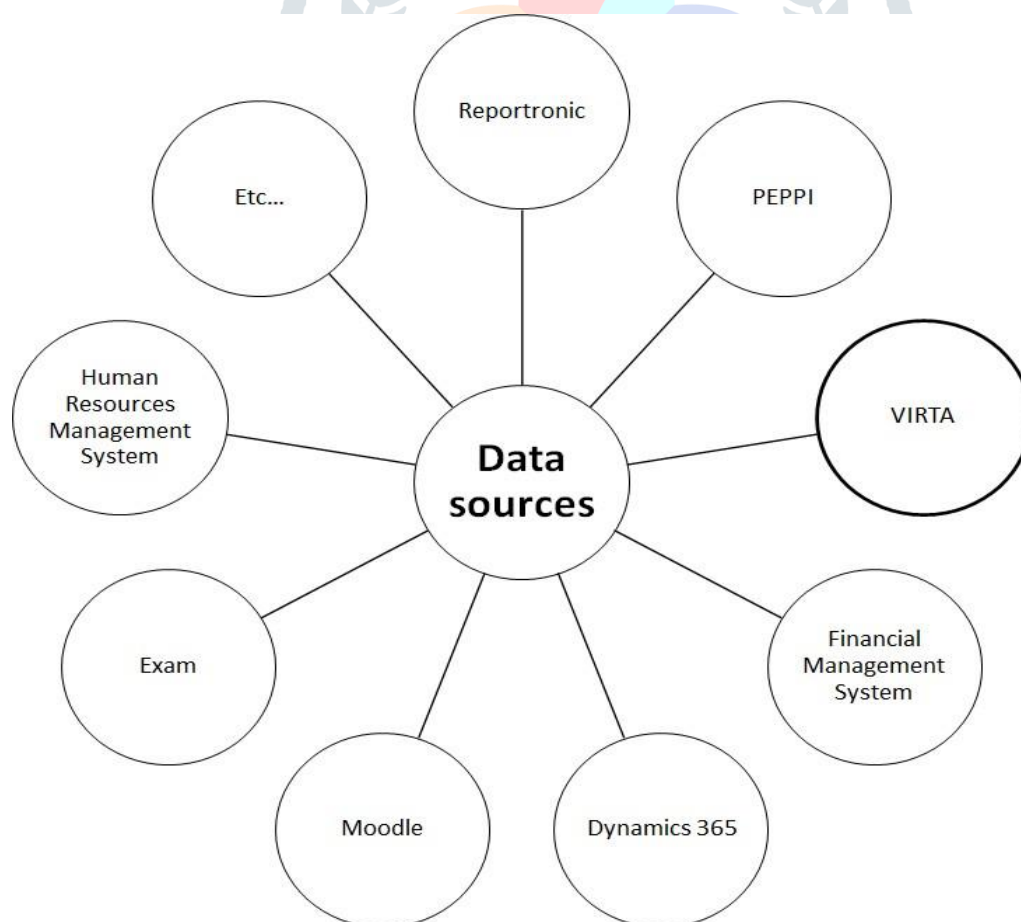 Reportronic
Etc...
PEPPI
Human
Resources
Management
System
VIRTA
Data
sources
Exam
Financial
Management
System
Moodle
Dynamics 365